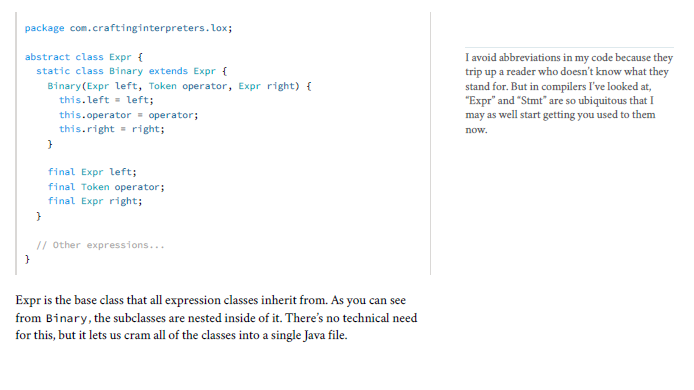 package com.craftinginterpreters.lox;

abstract class Expr {
  static class Binary extends Expr {
    Binary(Expr left, Token operator, Expr right) {
      this.left = left;
      this.operator = operator;
      this.right = right;
    }

    final Expr left;
    final Token operator;
    final Expr right;
  }

  // Other expressions...
}
I avoid abbreviations in my code because they
trip up a reader who doesn’t know what they
stand for. But in compilers I’ve looked at,
“Expr” and “Stmt” are so ubiquitous that I
may as well start getting you used to them
now.
Expr is the base class that all expression classes inherit from. As you can see
from Binary, the subclasses are nested inside of it. There’s no technical need
for this, but it lets us cram all of the classes into a single Java file.